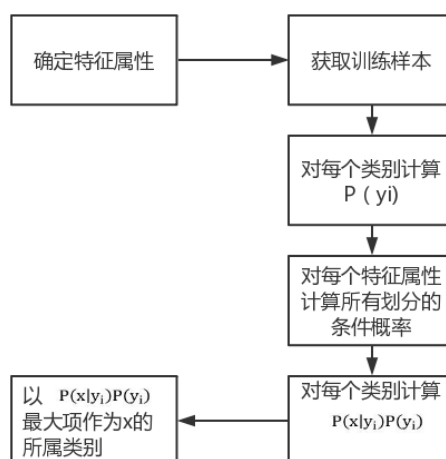 确定特征属性
获取训练样本
对每个类别计算
P ( yi)
对每个特征属性
计算所有划分的
条件概率
对每个类别计算
P(x|yᵢ)P(yᵢ)
以 P(x|yᵢ)P(yᵢ)
最大项作为x的
所属类别